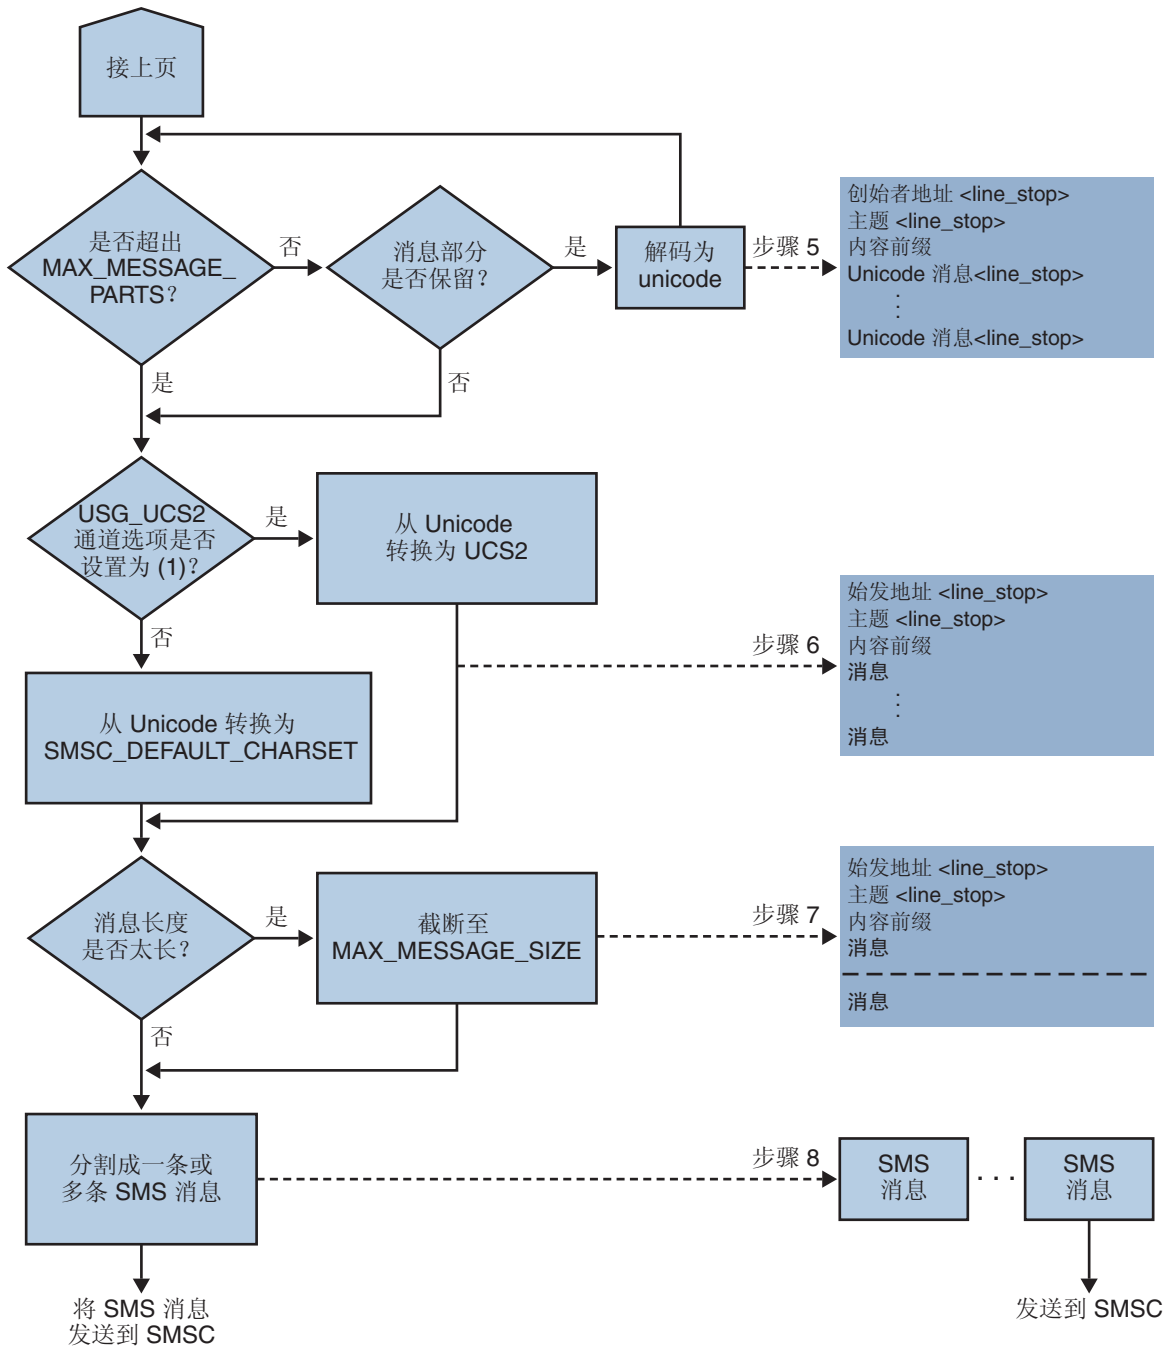 接上页
是否超出
MAX_MESSAGE_
PARTS？
否
消息部分
是否保留？
是
解码为
unicode
步骤 5
创始者地址 <line_stop>
主题 <line_stop>
内容前缀
Unicode 消息<line_stop>
Unicode 消息<line_stop>
是
否
USG_UCS2
通道选项是否
设置为 (1)？
是
从 Unicode
转换为 UCS2
否
步骤 6
始发地址 <line_stop>
主题 <line_stop>
内容前缀
消息
消息
从 Unicode 转换为
SMSC_DEFAULT_CHARSET
消息长度
是否太长？
是
截断至
MAX_MESSAGE_SIZE
步骤 7
始发地址 <line_stop>
主题 <line_stop>
内容前缀
消息
消息
否
分割成一条或
多条 SMS 消息
步骤 8
SMS
消息
SMS
消息
将 SMS 消息
发送到 SMSC
发送到 SMSC